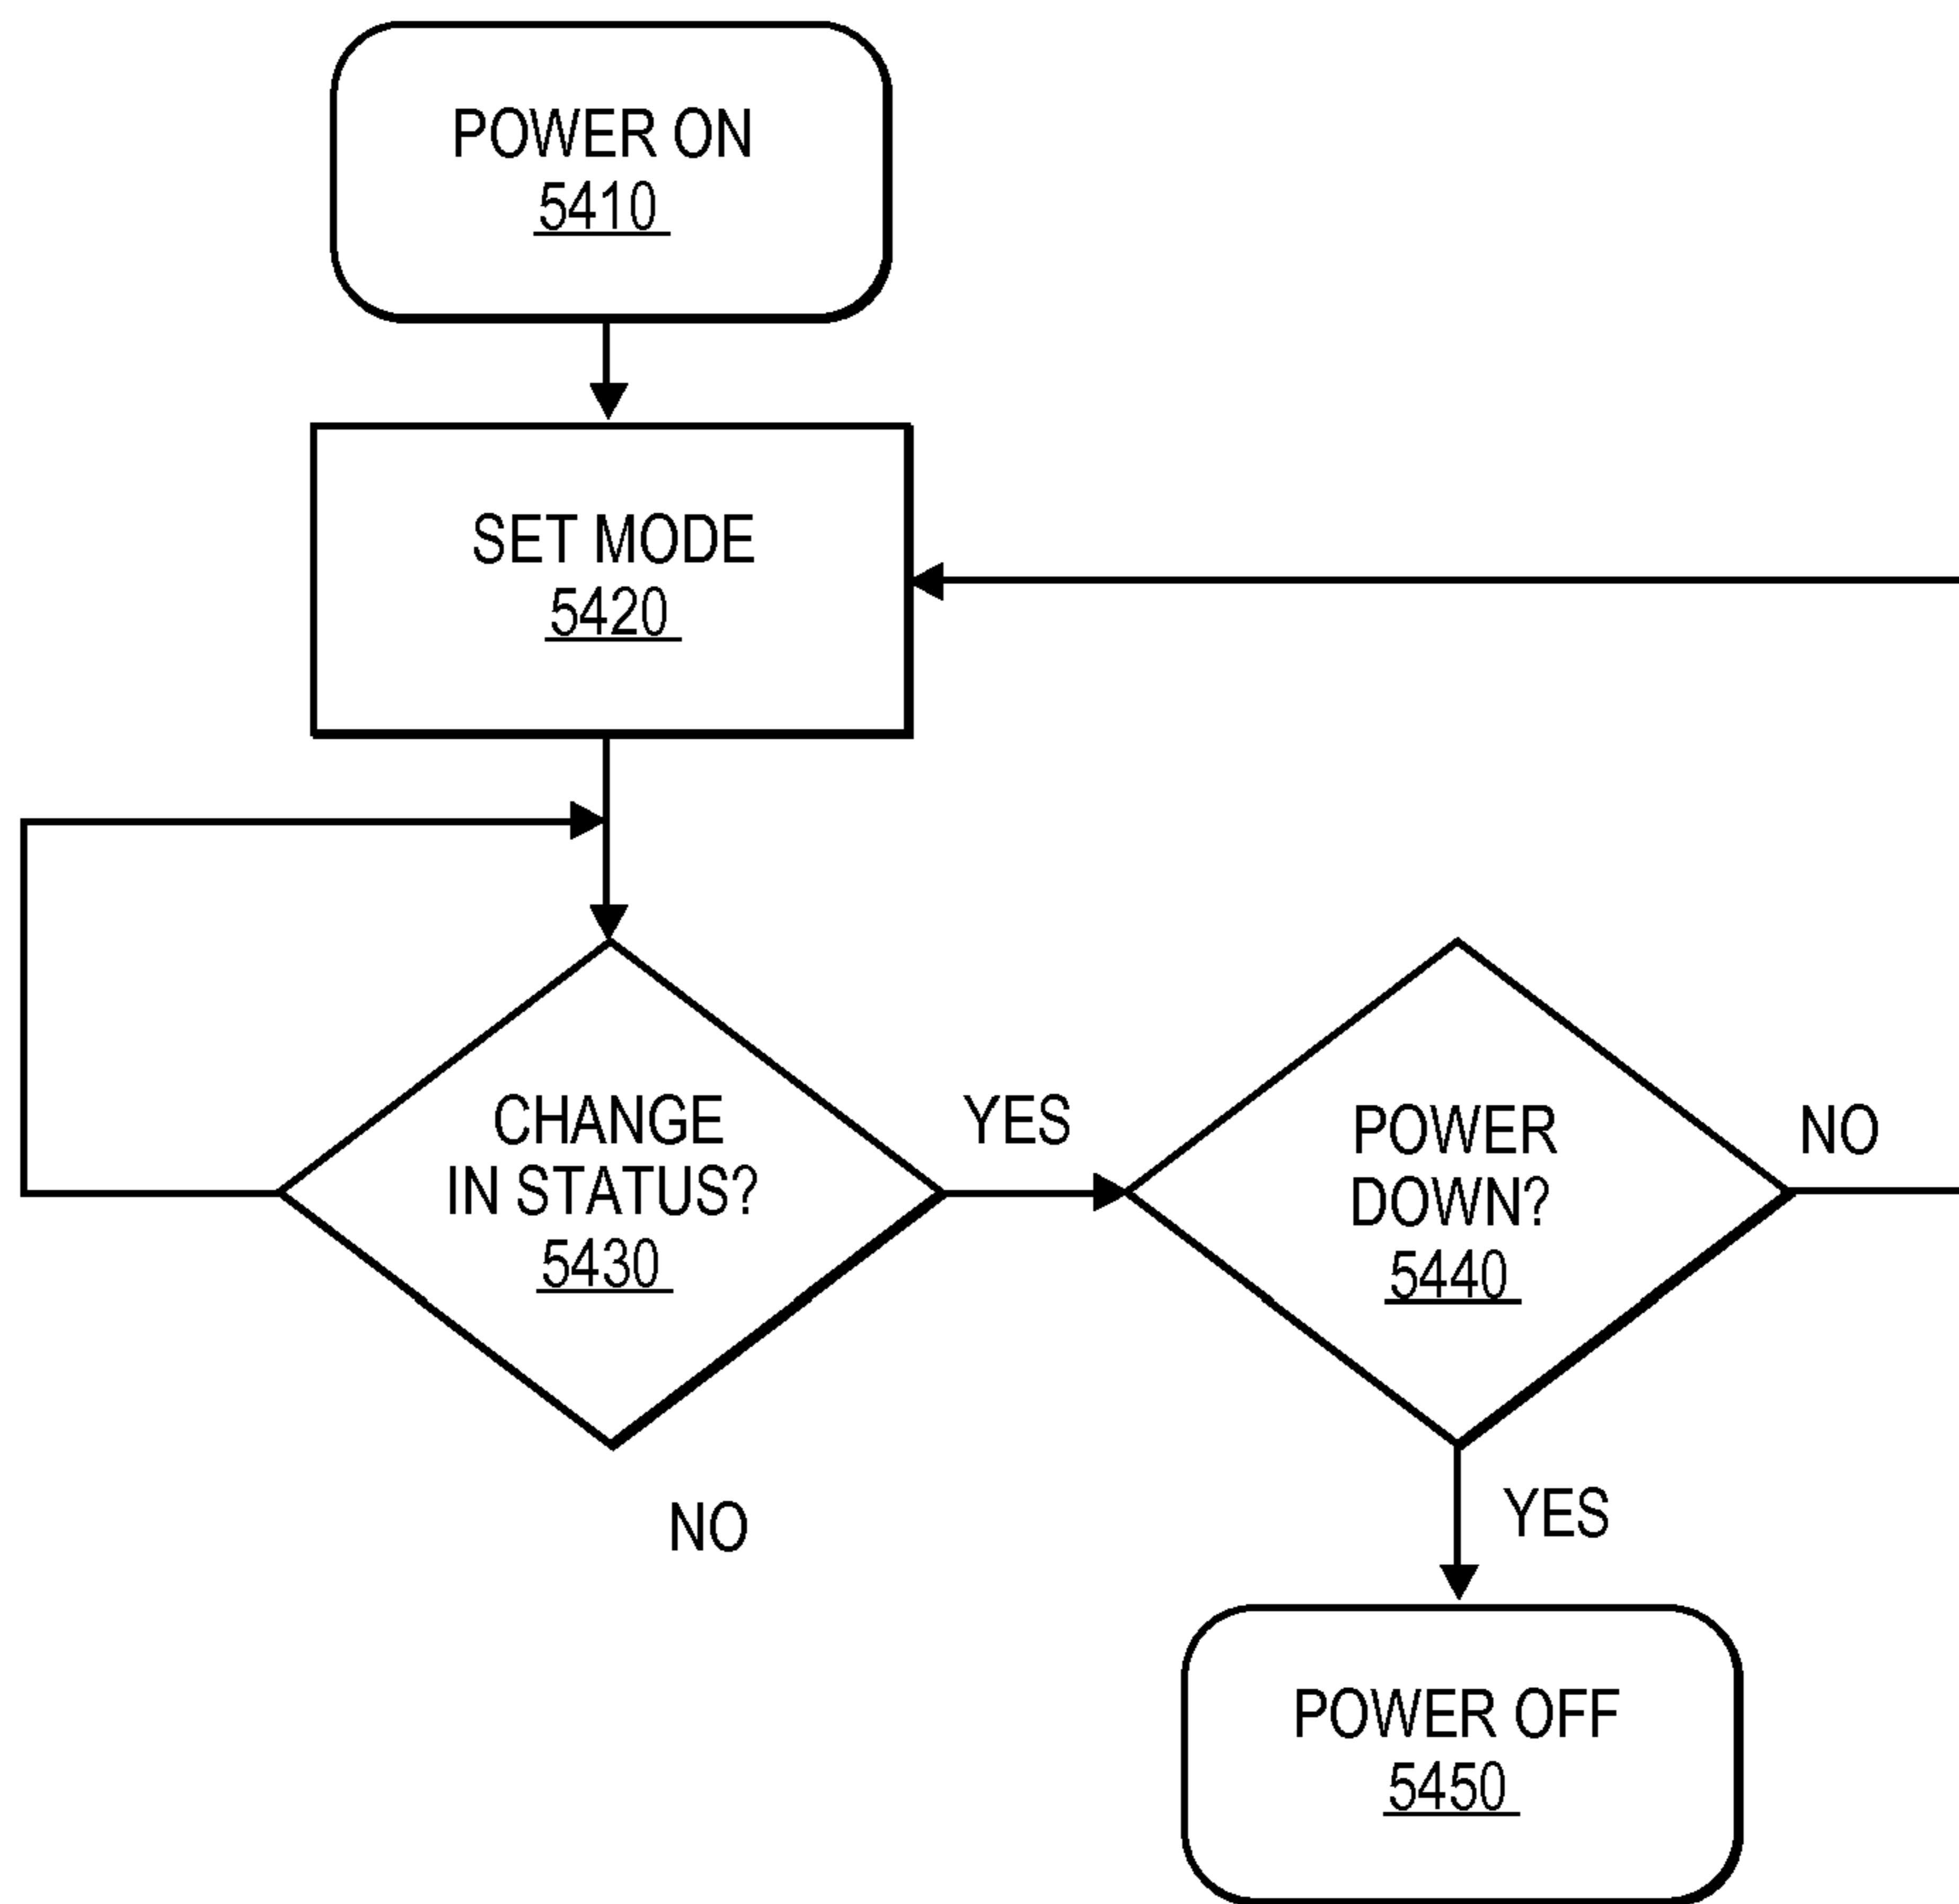 POWER ON
5410
SET MODE
5420
CHANGE
IN STATUS?
5430
YES
POWER
DOWN?
5440
NO
NO
YES
POWER OFF
5450